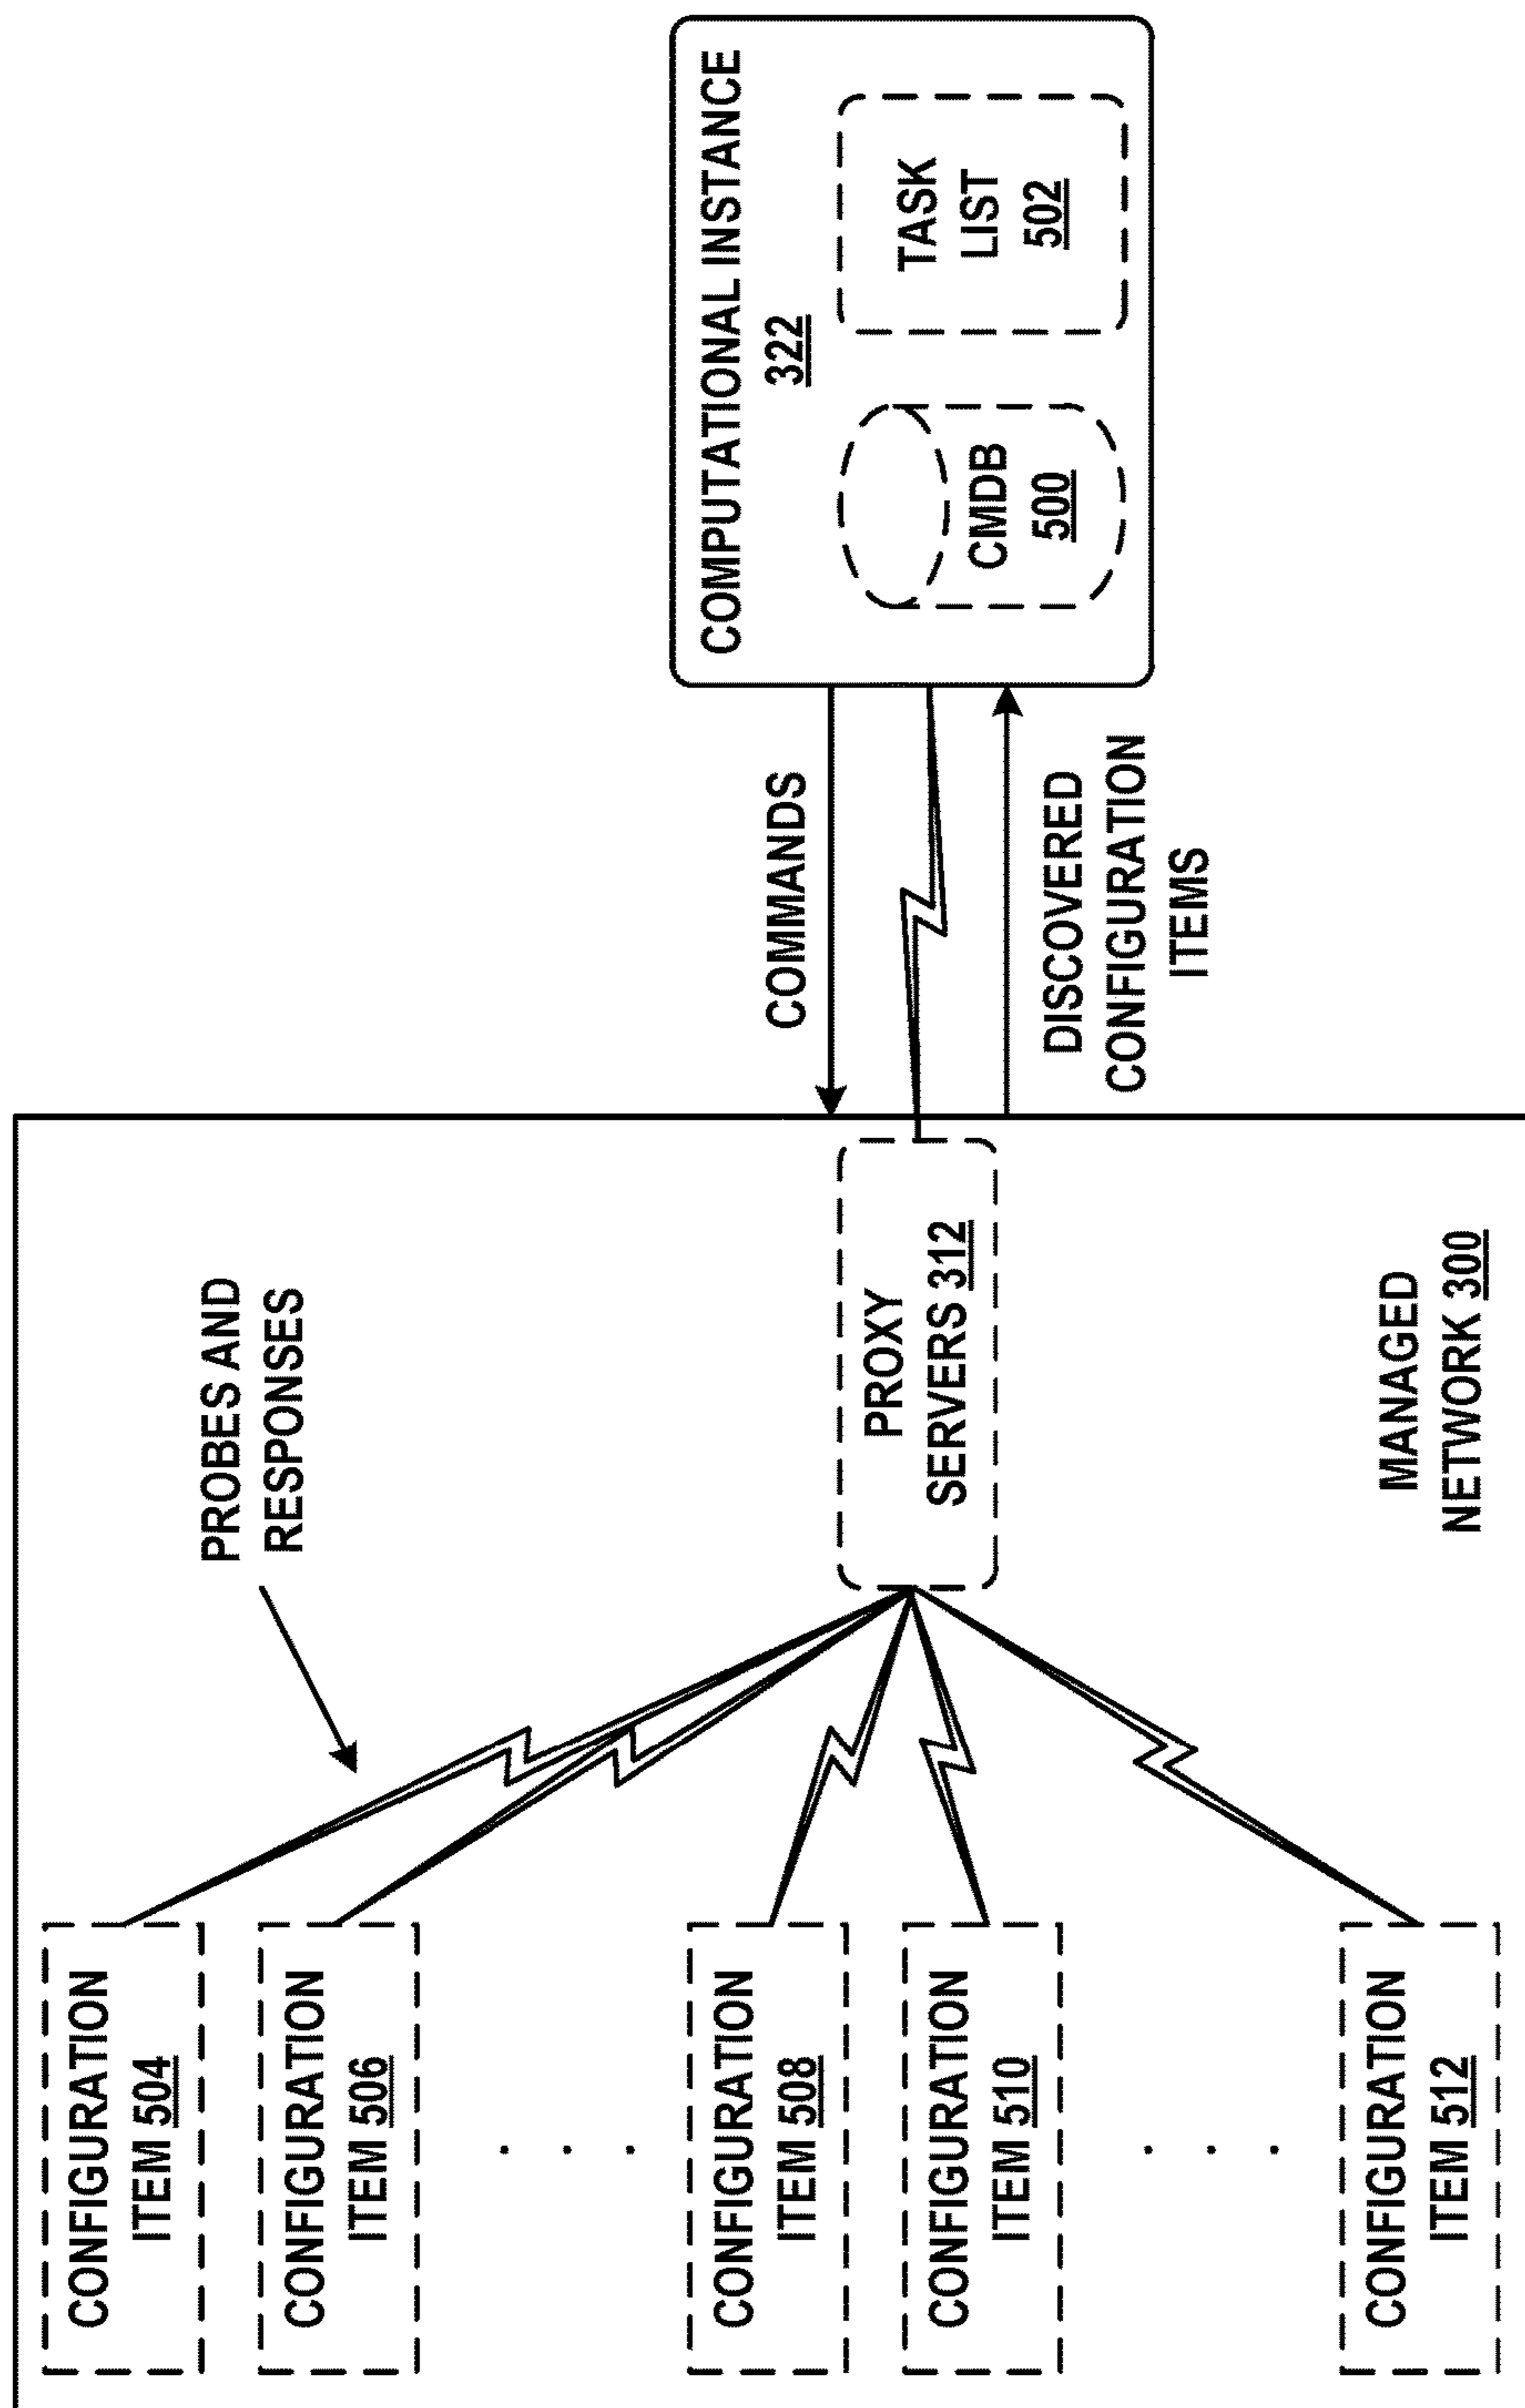 CONFIGURATION
ITEM 504
CONFIGURATION
ITEM 506
. . .
CONFIGURATION
ITEM 508
CONFIGURATION
ITEM 510
. . .
CONFIGURATION
ITEM 512
PROBES AND
RESPONSES
PROXY
SERVERS 312
MANAGED
NETWORK 300
COMMANDS
DISCOVERED
CONFIGURATION
ITEMS
COMPUTATIONAL INSTANCE
322
CMDB
500
TASK
LIST
502